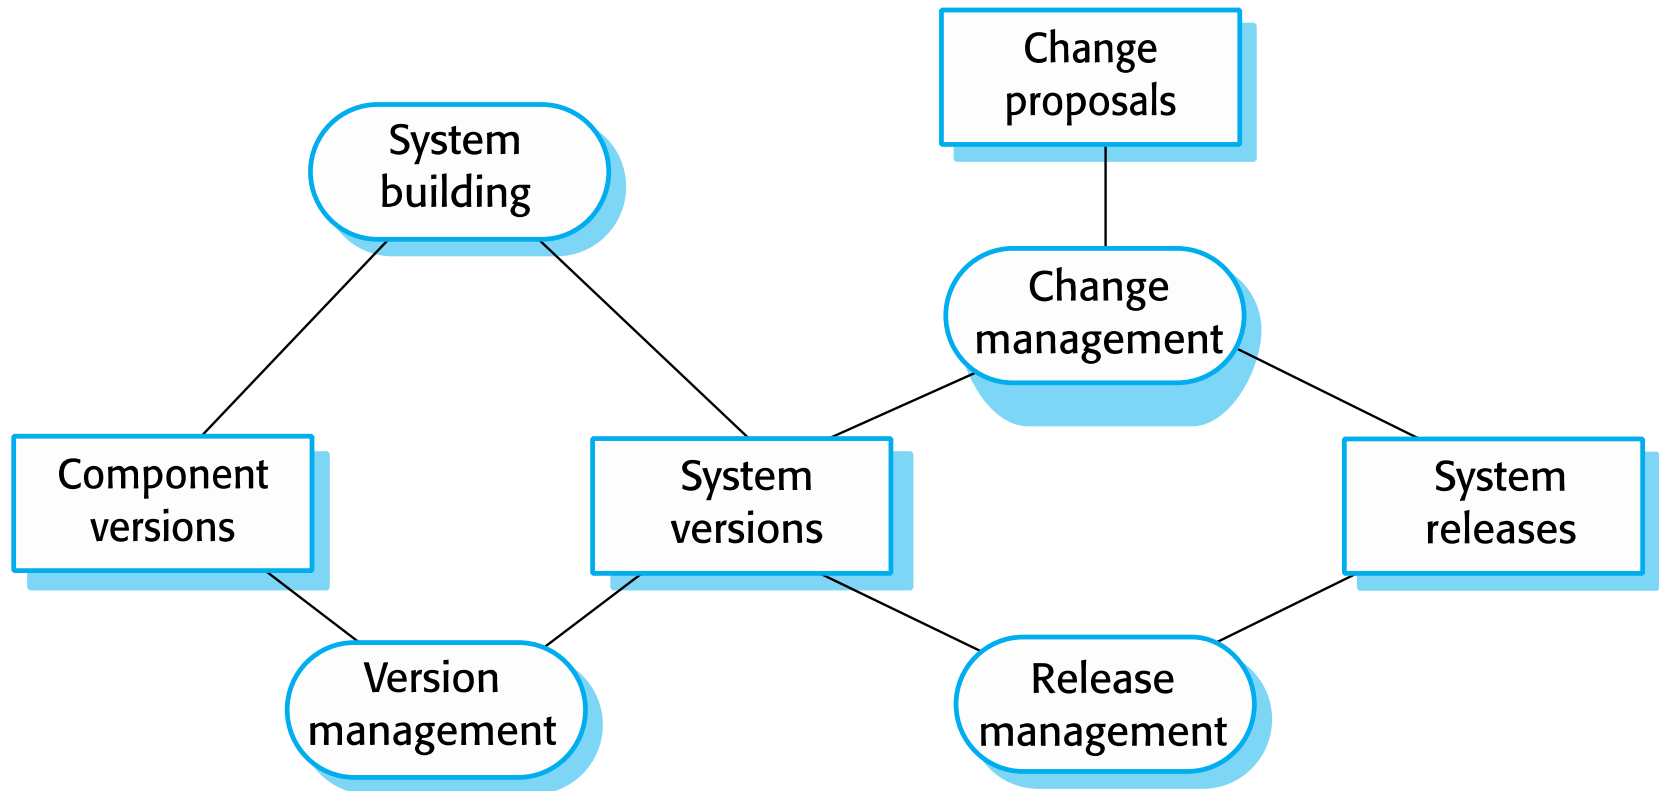 Change
proposals
System
building
Change
management
Component
versions
System
versions
System
releases
Version
management
Release
management